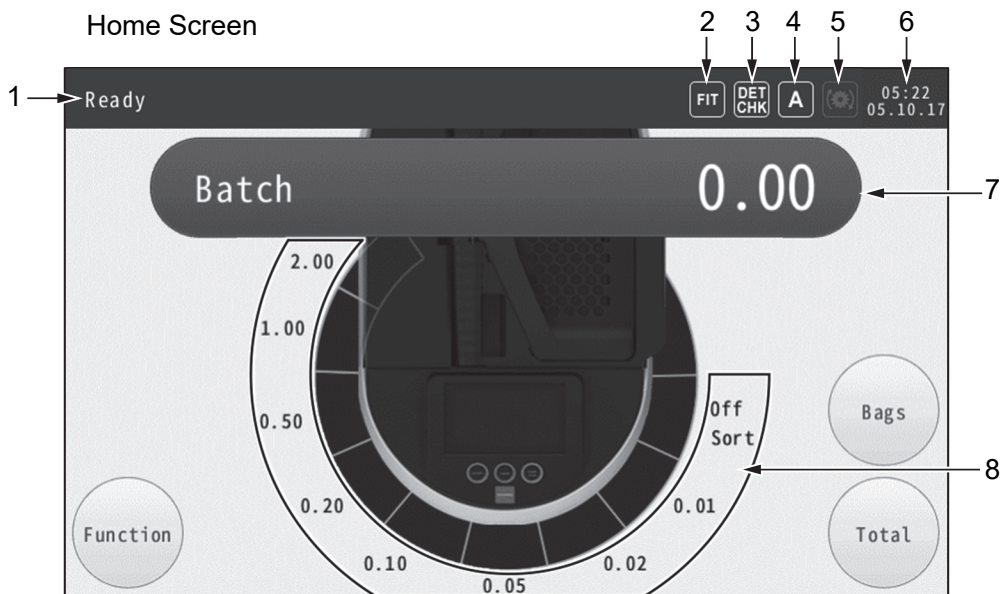 Home Screen
2 3 4 5 6
1
Ready
FIT
DET
CHK
A
05:22
05.10.17
Batch 0.00
7
2.00
1.00
0.50
0.20
0.10
0.05
0.02
0.01
Off
Sort
8
Bags
Function
Total